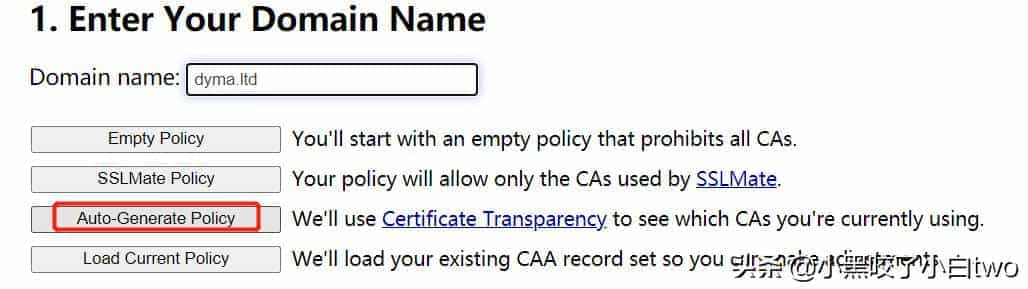 1. Enter Your Domain Name
Domain name: dyma.ltd
Empty Policy You'll start with an empty policy that prohibits all CAs.
SSLMate Policy Your policy will allow only the CAs used by SSLMate.
Auto-Generate Policy We'll use Certificate Transparency to see which CAs you're currently using.
Load Current Policy We'll load your existing CAA record set so you can make adjustments
头条@小黑咬了小白two